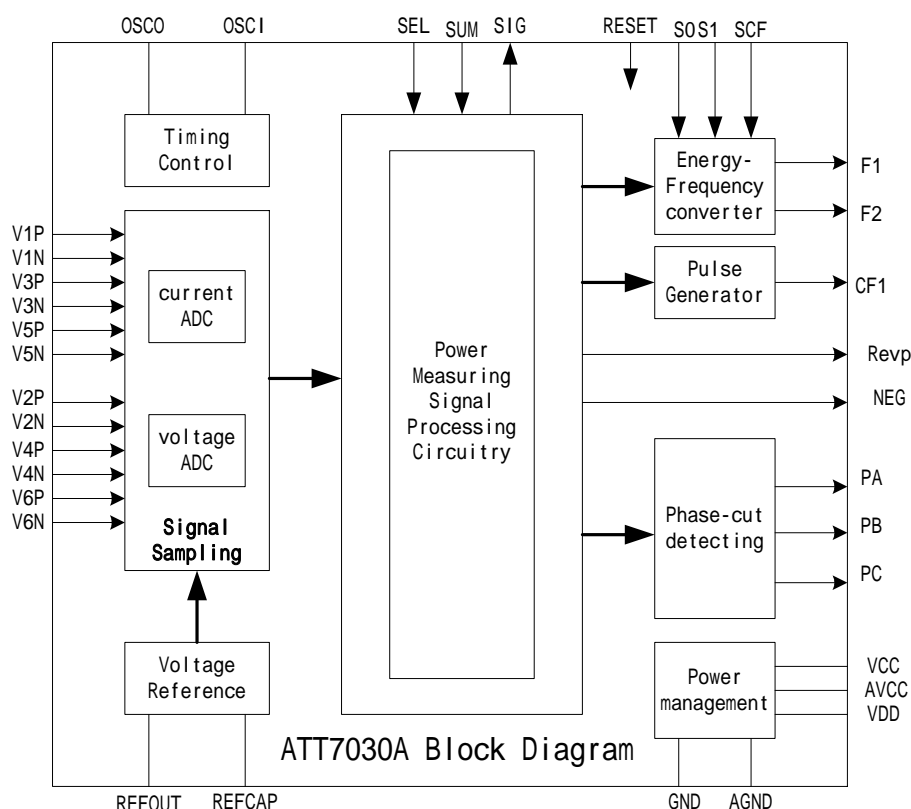 OSCO OSCI SEL SUM SIG RESET S0 S1 SCF
Timing
Control
Energy-
Frequency
converter
F1
F2
V1P
V1N
V3P
V3N
V5P
V5N
V2P
V2N
V4P
V4N
V6P
V6N
current
ADC
voltage
ADC
Signal
Sampling
Power
Measuring
Signal
Processing
Circuitry
Pulse
Generator
CF1
Revp
NEG
Phase-cut
detecting
PA
PB
PC
Voltage
Reference
Power
management
VCC
AVCC
VDD
ATT7030A Block Diagram
REFOUT REFCAP GND AGND